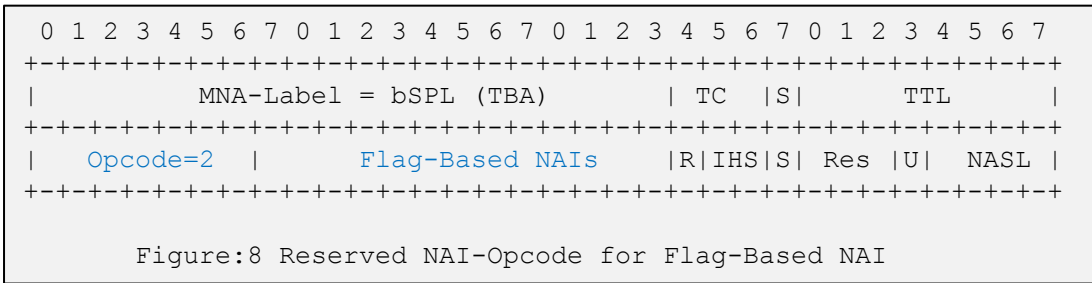 0 1 2 3 4 5 6 7 0 1 2 3 4 5 6 7 0 1 2 3 4 5 6 7 0 1 2 3 4 5 6 7
+-+-+-+-+-+-+-+-+-+-+-+-+-+-+-+-+-+-+-+-+-+-+-+-+-+-+-+-+-+-+-+-+
|          MNA-Label = bSPL (TBA)       | TC  |S|      TTL      |
+-+-+-+-+-+-+-+-+-+-+-+-+-+-+-+-+-+-+-+-+-+-+-+-+-+-+-+-+-+-+-+-+
|   Opcode=2  |      Flag-Based NAIs    |R|IHS|S| Res |U|  NASL |
+-+-+-+-+-+-+-+-+-+-+-+-+-+-+-+-+-+-+-+-+-+-+-+-+-+-+-+-+-+-+-+-+
Figure:8 Reserved NAI-Opcode for Flag-Based NAI